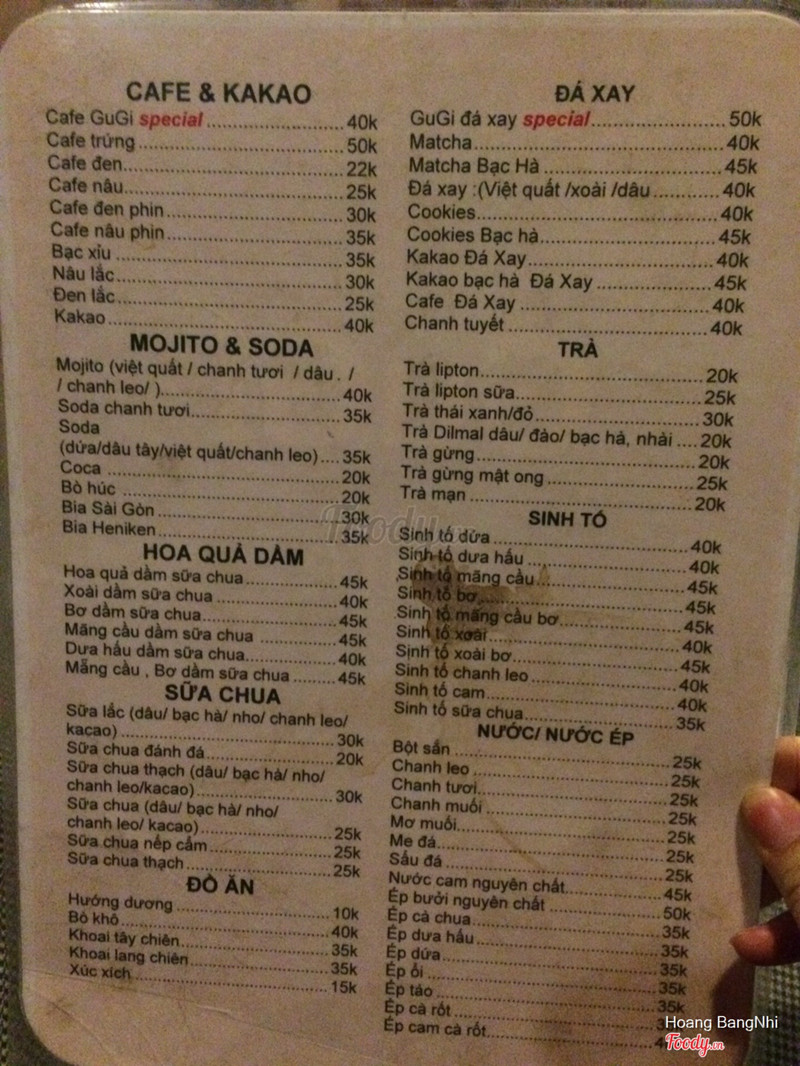 CAFE & KAKAO
Cafe GuGi special ........ 40k
Cafe trứng ........ 50k
Cafe đen ........ 22k
Cafe nâu ........ 25k
Cafe đen phin ........ 30k
Cafe nâu phin ........ 35k
Bạc xỉu ........ 35k
Nâu lắc ........ 30k
Đen lắc ........ 25k
Kakao ........ 40k
MOJITO & SODA
Mojito (việt quất / chanh tươi / dâu . /
/ chanh leo/ ) ........ 40k
Soda chanh tươi ........ 35k
Soda
(dứa/dâu tây/việt quất/chanh leo) .... 35k
Coca ........ 20k
Bò húc ........ 20k
Bia Sài Gòn ........ 30k
Bia Heniken ........ 35k
HOA QUẢ DẦM
Hoa quả dầm sữa chua ........ 45k
Xoài dầm sữa chua ........ 40k
Bơ dầm sữa chua ........ 45k
Mãng cầu dầm sữa chua ........ 45k
Dưa hấu dầm sữa chua ........ 40k
Mẵng cầu , Bơ dầm sữa chua ........ 45k
SỮA CHUA
Sữa lắc (dâu/ bạc hà/ nho/ chanh leo/
kacao) ........ 30k
Sữa chua đánh đá ........ 20k
Sữa chua thạch (dâu/ bạc hà/ nho/
chanh leo/kacao) ........ 30k
Sữa chua (dâu/ bạc hà/ nho/
chanh leo/ kacao) ........ 25k
Sữa chua nếp cẩm ........ 25k
Sữa chua thạch ........ 25k
ĐỒ ĂN
Hướng dương ........ 10k
Bò khô ........ 40k
Khoai tây chiên ........ 35k
Khoai lang chiên ........ 35k
Xúc xích ........ 15k
ĐÁ XAY
GuGi đá xay special ........ 50k
Matcha ........ 40k
Matcha Bạc Hà ........ 45k
Đá xay :(Việt quất /xoài /dâu ........ 40k
Cookies ........ 40k
Cookies Bạc hà ........ 45k
Kakao Đá Xay ........ 40k
Kakao bạc hà Đá Xay ........ 45k
Cafe Đá Xay ........ 40k
Chanh tuyết ........ 40k
TRÀ
Trà lipton ........ 20k
Trà lipton sữa ........ 25k
Trà thái xanh/đỏ ........ 30k
Trà Dilmal dâu/ đào/ bạc hà, nhài .... 20k
Trà gừng ........ 20k
Trà gừng mật ong ........ 25k
Trà mạn ........ 20k
SINH TỐ
Sinh tố dừa ........ 40k
Sinh tố dưa hấu ........ 40k
Sinh tố mãng cầu ........ 45k
Sinh tố bơ ........ 45k
Sinh tố mãng cầu bơ ........ 45k
Sinh tố xoài ........ 40k
Sinh tố xoài bơ ........ 45k
Sinh tố chanh leo ........ 40k
Sinh tố cam ........ 40k
Sinh tố sữa chua ........ 35k
NƯỚC/ NƯỚC ÉP
Bột sắn ........ 25k
Chanh leo ........ 25k
Chanh tươi ........ 25k
Chanh muối ........ 25k
Mơ muối ........ 25k
Me đá ........ 25k
Sấu đá ........ 25k
Nước cam nguyên chất ........ 45k
Ép bưởi nguyên chất ........ 50k
Ép cà chua ........ 35k
Ép dưa hấu ........ 35k
Ép dứa ........ 35k
Ép ổi ........ 35k
Ép táo ........ 35k
Ép cà rốt ........
Ép cam cà rốt ........
Hoang BangNhi
Foody.vn